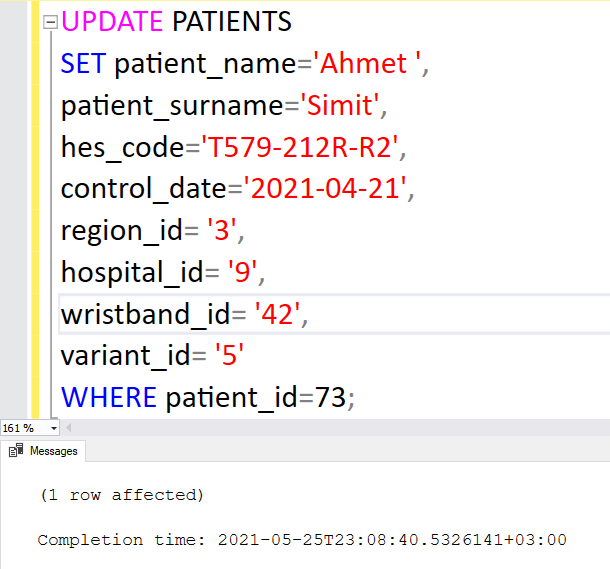 UPDATE PATIENTS
SET patient_name='Ahmet ',
patient_surname='Simit',
hes_code='T579-212R-R2',
control_date='2021-04-21',
region_id= '3',
hospital_id= '9',
wristband_id= '42',
variant_id= '5'
WHERE patient_id=73;
161 %
Messages
(1 row affected)
Completion time: 2021-05-25T23:08:40.5326141+03:00